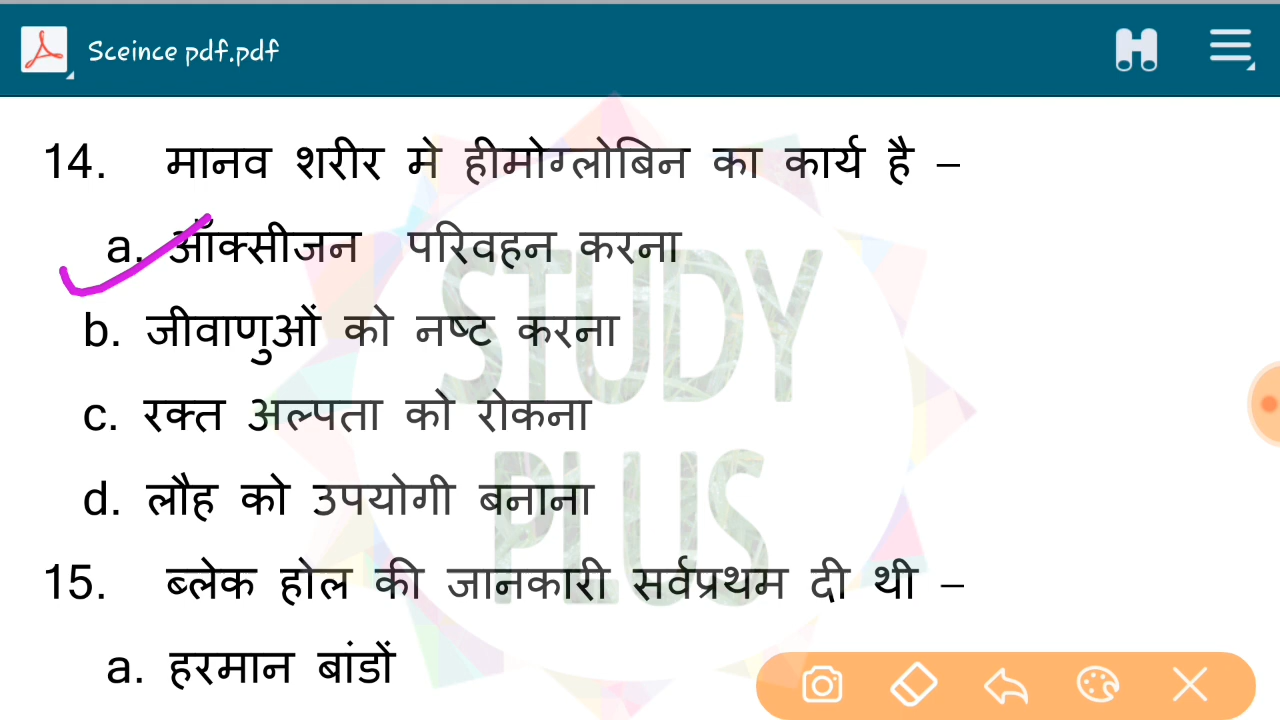 Sceince pdf.pdf
14. मानव शरीर मे हीमोग्लोबिन का कार्य है –
a. ऑक्सीजन परिवहन करना
b. जीवाणुओं को नष्ट करना
c. रक्त अल्पता को रोकना
d. लौह को उपयोगी बनाना
15. ब्लेक होल की जानकारी सर्वप्रथम दी थी –
a. हरमान बांडों
STUDY
PLUS